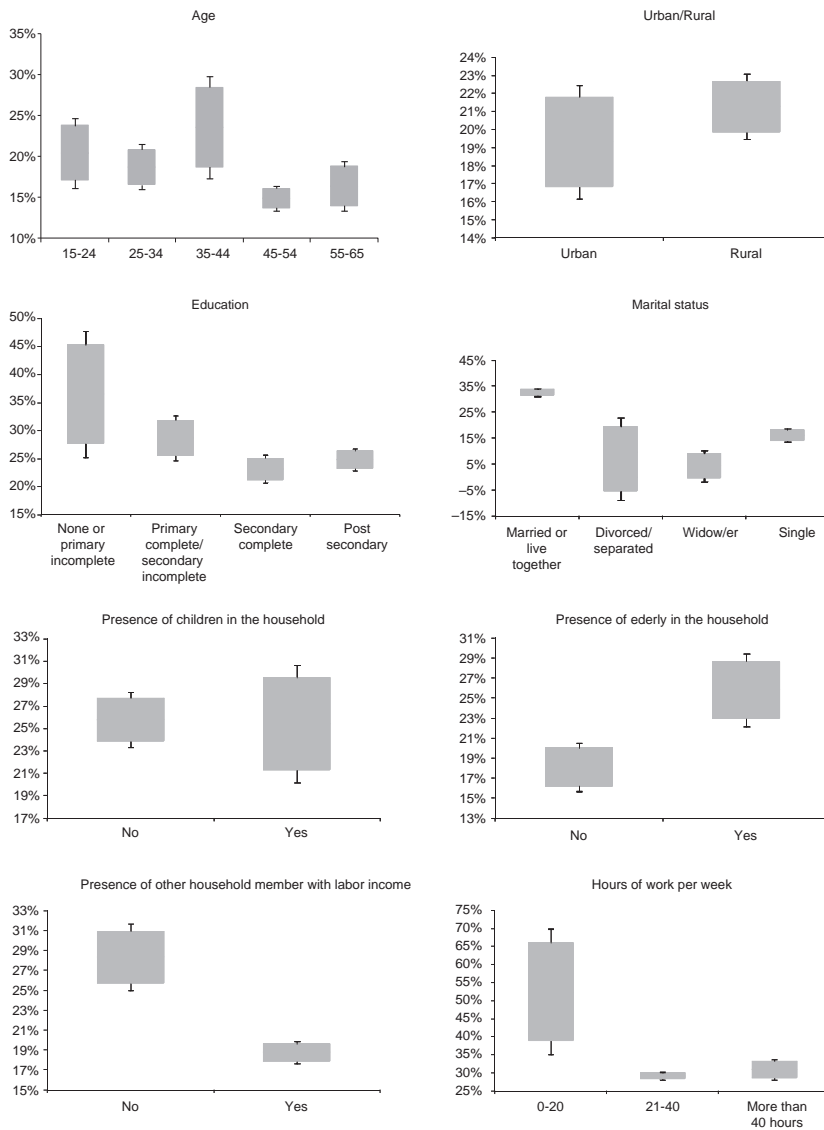 Age
35%
30%
25%
20%
15%
10%
15-24 25-34 35-44 45-54 55-65
Urban/Rural
24%
23%
22%
21%
20%
19%
18%
17%
16%
15%
14%
Urban Rural
Education
50%
45%
40%
35%
30%
25%
20%
15%
None or
primary
incomplete
Primary
complete/
secondary
incomplete
Secondary
complete
Post
secondary
Marital status
45%
35%
25%
15%
5%
–5%
–15%
Married or
live
together
Divorced/
separated
Widow/er
Single
Presence of children in the household
33%
31%
29%
27%
25%
23%
21%
19%
17%
No Yes
Presence of ederly in the household
31%
29%
27%
25%
23%
21%
19%
17%
15%
13%
No Yes
Presence of other household member with labor income
33%
31%
29%
27%
25%
23%
21%
19%
17%
15%
No Yes
Hours of work per week
75%
70%
65%
60%
55%
50%
45%
40%
35%
30%
25%
0-20
21-40
More than
40 hours